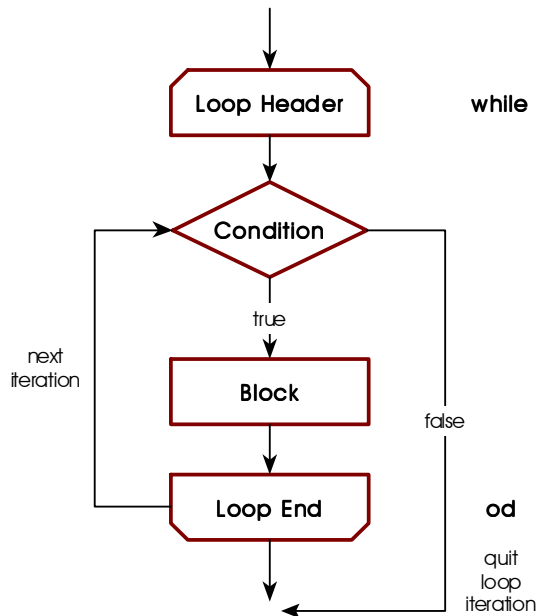 Loop Header
while
Condition
true
next
iteration
Block
false
Loop End
od
quit
loop
iteration